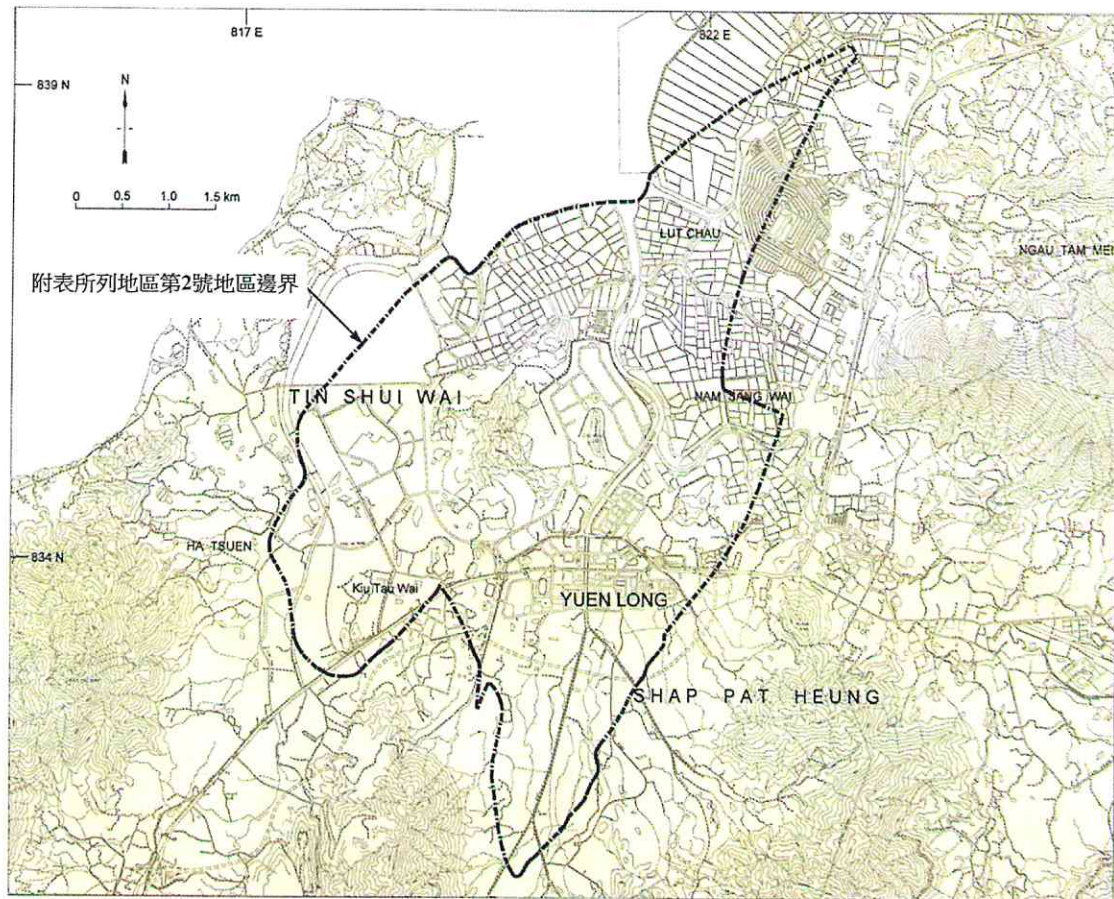 817 E
822 E
839 N
N
0 0.5 1.0 1.5 km
LUT CHAU
NGAU TAM MEI
附表所列地區第2號地區邊界
TIN SHUI WAI
NAM SANG WAI
HA TSUEN
834 N
Kiu Tau Wai
YUEN LONG
SHAP PAT HEUNG